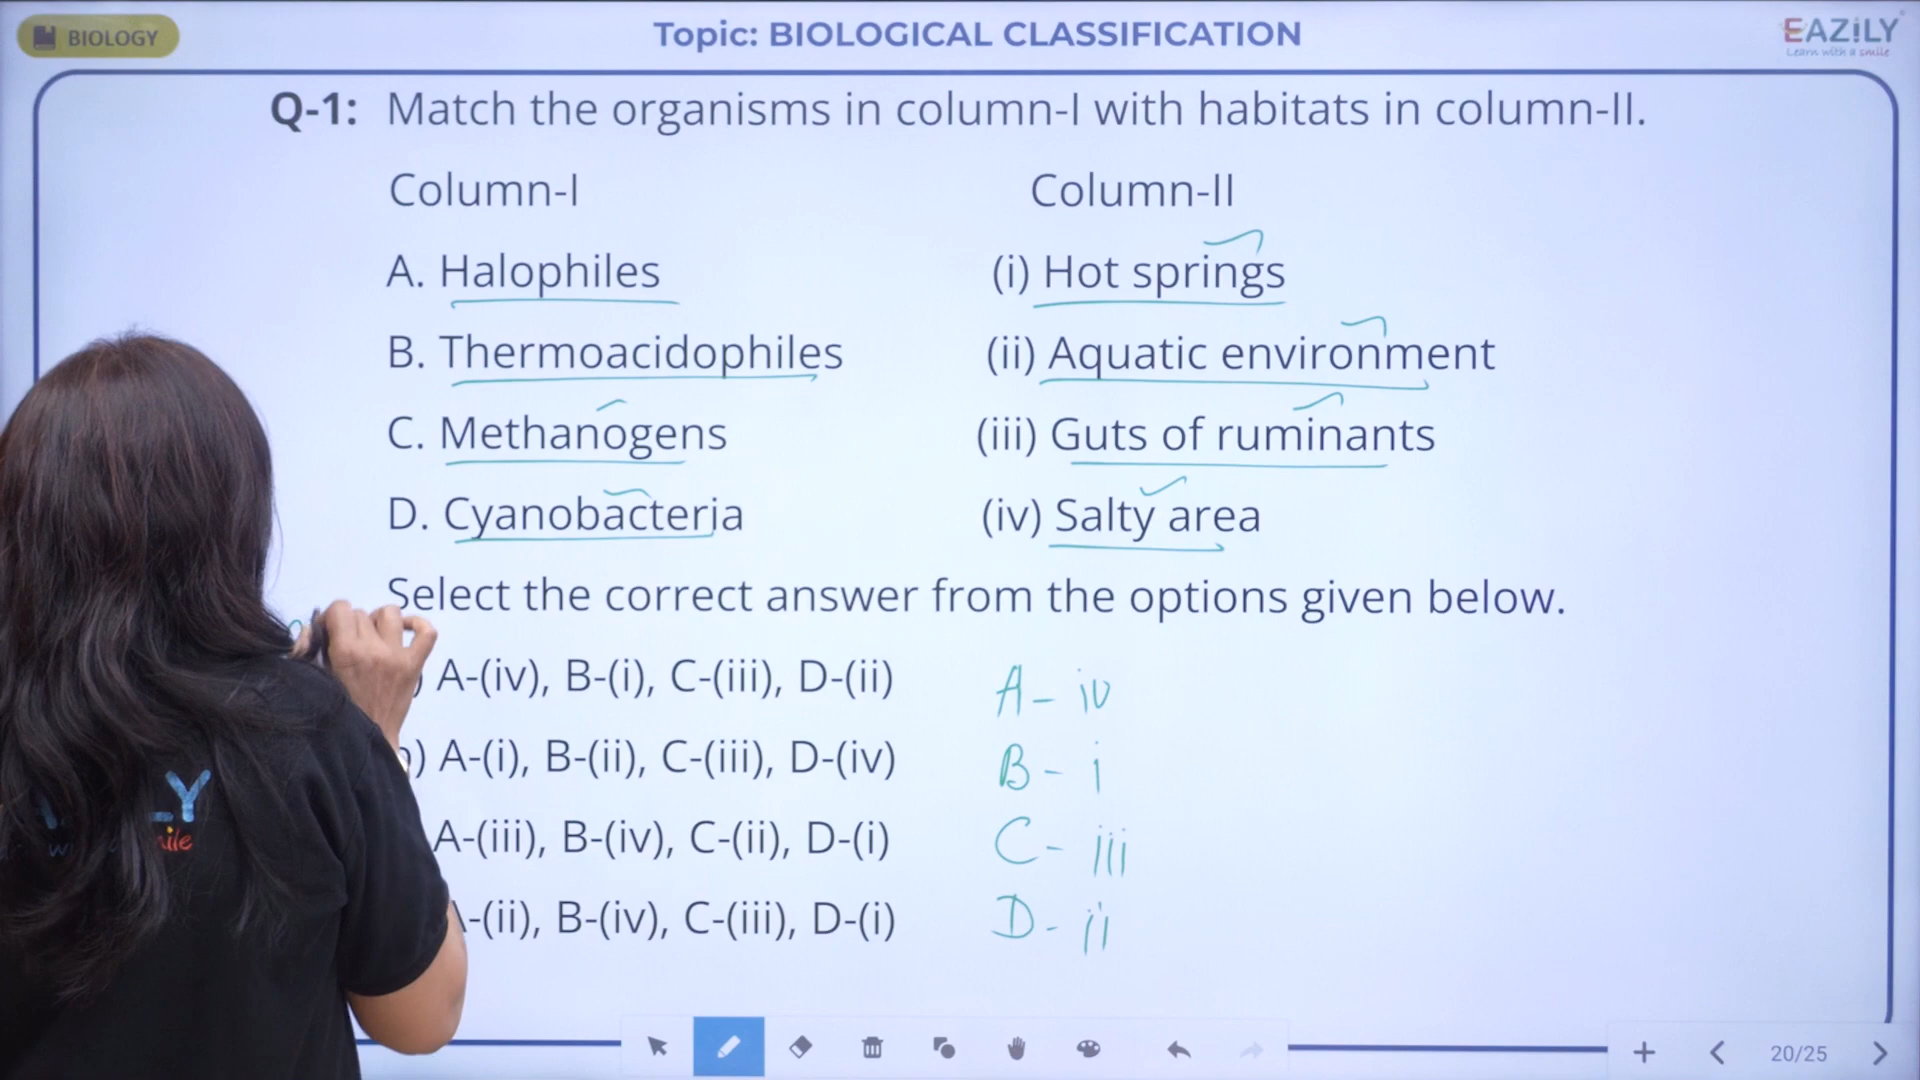 BIOLOGY
Topic: BIOLOGICAL CLASSIFICATION
EAZiLY
Learn with a smile
Q-1: Match the organisms in column-I with habitats in column-II.
Column-I Column-II
A. Halophiles (i) Hot springs
B. Thermoacidophiles (ii) Aquatic environment
C. Methanogens (iii) Guts of ruminants
D. Cyanobacteria (iv) Salty area
Select the correct answer from the options given below.
) A-(iv), B-(i), C-(iii), D-(ii) A- iv
) A-(i), B-(ii), C-(iii), D-(iv) B- i
A-(iii), B-(iv), C-(ii), D-(i) C- iii
-(ii), B-(iv), C-(iii), D-(i) D- ii
20/25